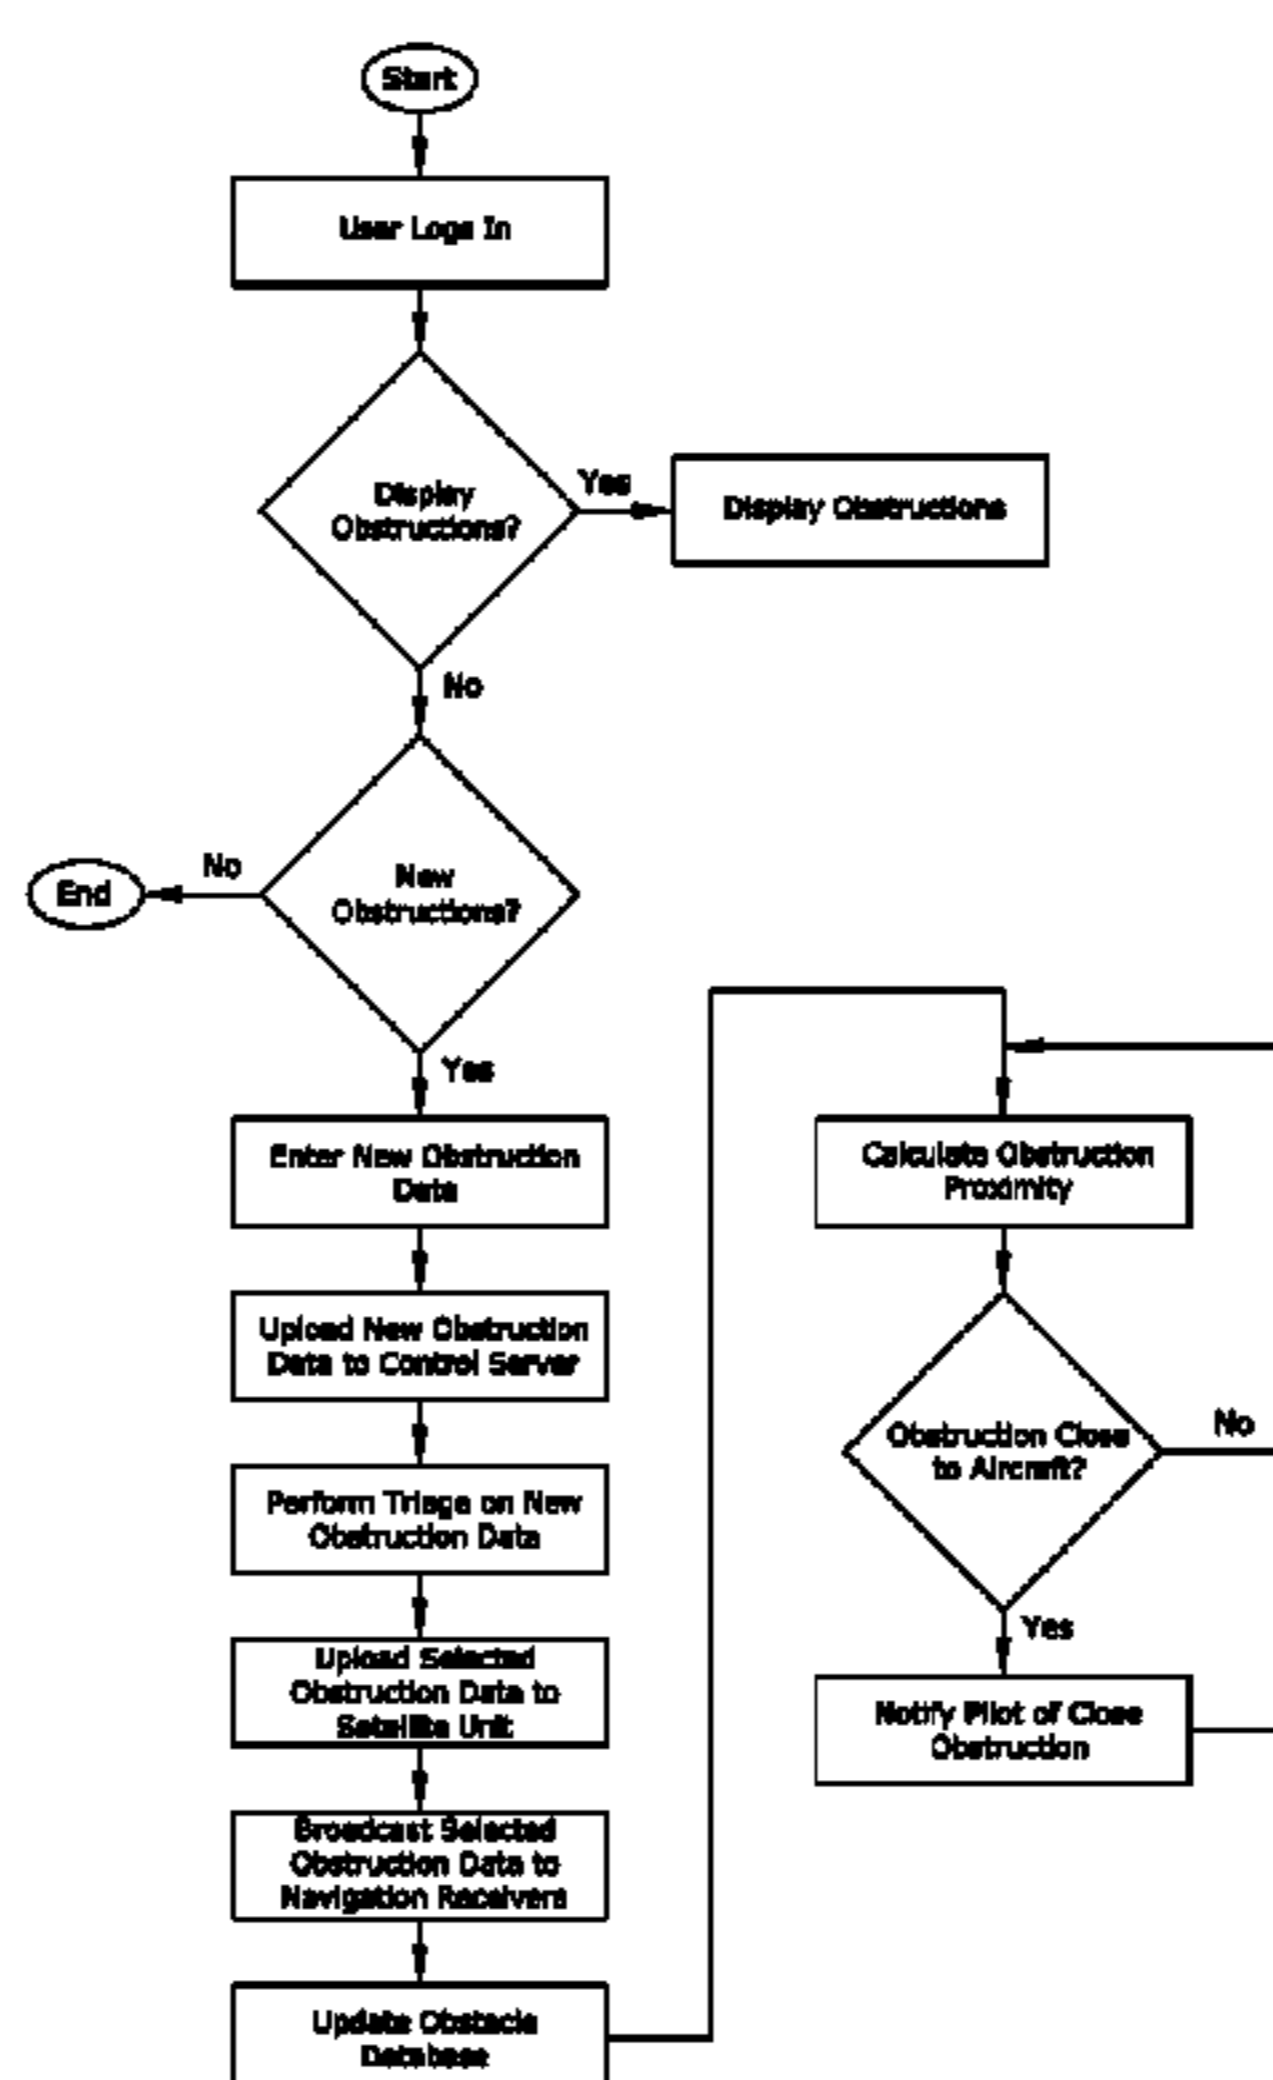 Start
User Logs In
Display
Obstructions?
Yes
Display Obstructions
No
New
Obstructions?
No
End
Yes
Enter New Obstruction
Data
Upload New Obstruction
Data to Control Server
Perform Triage on New
Obstruction Data
Upload Selected
Obstruction Data to
Satellite Unit
Broadcast Selected
Obstruction Data to
Navigation Receivers
Update Obstacle
Database
Calculate Obstruction
Proximity
Obstruction Close
to Aircraft?
No
Yes
Notify Pilot of Close
Obstruction